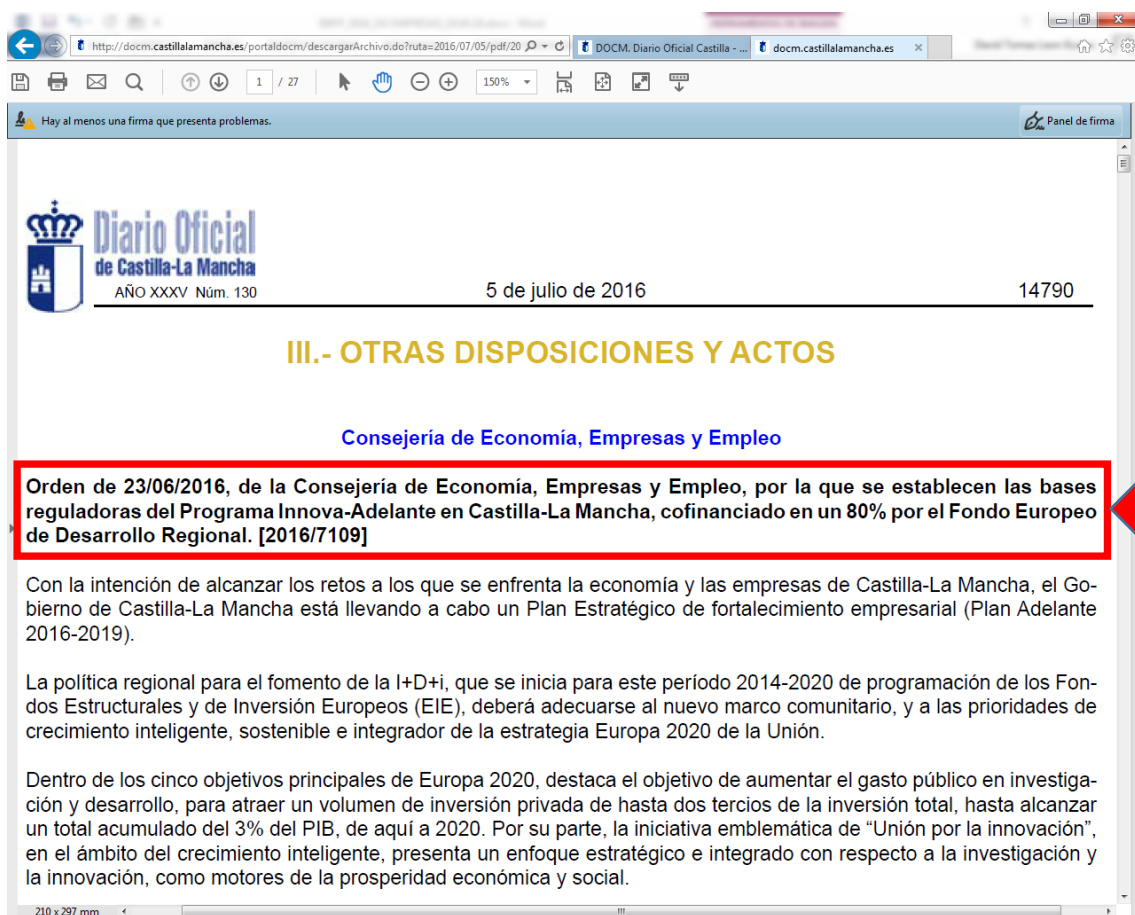 http://docm.castillalamancha.es/portaldocm/descargarArchivo.do?ruta=2016/07/05/pdf/20
DOCM. Diario Oficial Castilla - ...
docm.castillalamancha.es
1 / 27
150%
Hay al menos una firma que presenta problemas.
Panel de firma
Diario Oficial
de Castilla-La Mancha
AÑO XXXV Núm. 130
5 de julio de 2016
14790
III.- OTRAS DISPOSICIONES Y ACTOS
Consejería de Economía, Empresas y Empleo
Orden de 23/06/2016, de la Consejería de Economía, Empresas y Empleo, por la que se establecen las bases
reguladoras del Programa Innova-Adelante en Castilla-La Mancha, cofinanciado en un 80% por el Fondo Europeo
de Desarrollo Regional. [2016/7109]
Con la intención de alcanzar los retos a los que se enfrenta la economía y las empresas de Castilla-La Mancha, el Go-
bierno de Castilla-La Mancha está llevando a cabo un Plan Estratégico de fortalecimiento empresarial (Plan Adelante
2016-2019).
La política regional para el fomento de la I+D+i, que se inicia para este período 2014-2020 de programación de los Fon-
dos Estructurales y de Inversión Europeos (EIE), deberá adecuarse al nuevo marco comunitario, y a las prioridades de
crecimiento inteligente, sostenible e integrador de la estrategia Europa 2020 de la Unión.
Dentro de los cinco objetivos principales de Europa 2020, destaca el objetivo de aumentar el gasto público en investiga-
ción y desarrollo, para atraer un volumen de inversión privada de hasta dos tercios de la inversión total, hasta alcanzar
un total acumulado del 3% del PIB, de aquí a 2020. Por su parte, la iniciativa emblemática de “Unión por la innovación”,
en el ámbito del crecimiento inteligente, presenta un enfoque estratégico e integrado con respecto a la investigación y
la innovación, como motores de la prosperidad económica y social.
210 x 297 mm